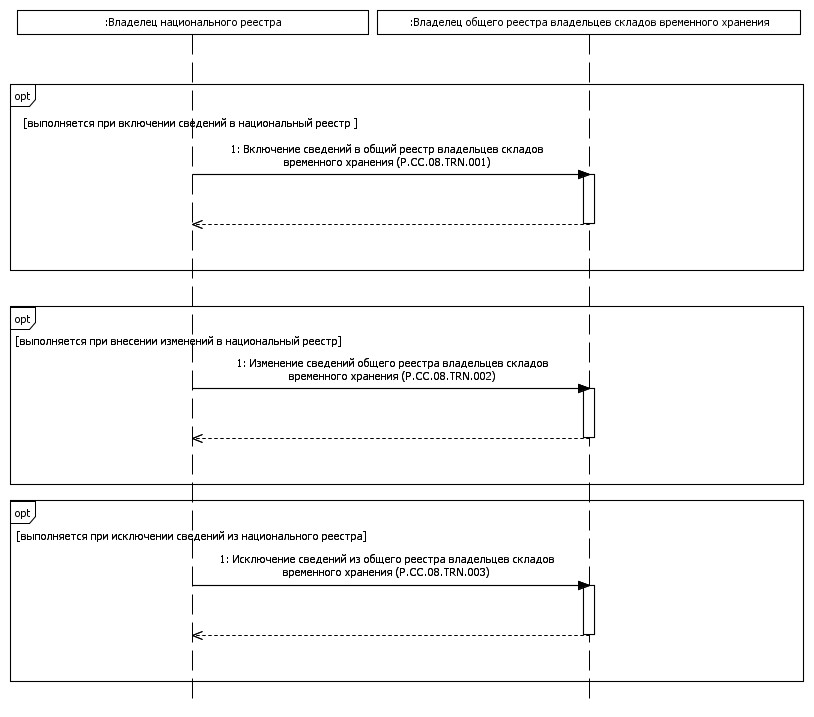 :Владелец национального реестра
:Владелец общего реестра владельцев складов временного хранения
opt
[выполняется при включении сведений в национальный реестр ]
1: Включение сведений в общий реестр владельцев складов
временного хранения (P.CC.08.TRN.001)
opt
[выполняется при внесении изменений в национальный реестр]
1: Изменение сведений общего реестра владельцев складов
временного хранения (P.CC.08.TRN.002)
opt
[выполняется при исключении сведений из национального реестра]
1: Исключение сведений из общего реестра владельцев складов
временного хранения (P.CC.08.TRN.003)